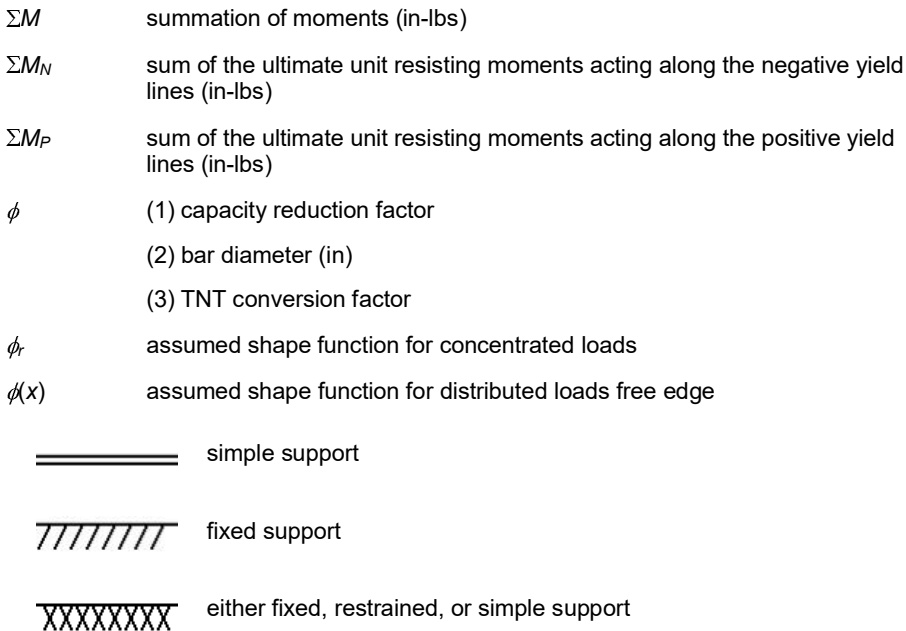 ΣM summation of moments (in-lbs)
ΣMN sum of the ultimate unit resisting moments acting along the negative yield
lines (in-lbs)
ΣMP sum of the ultimate unit resisting moments acting along the positive yield
lines (in-lbs)
ϕ (1) capacity reduction factor
(2) bar diameter (in)
(3) TNT conversion factor
ϕr assumed shape function for concentrated loads
ϕ(x) assumed shape function for distributed loads free edge
simple support
fixed support
either fixed, restrained, or simple support